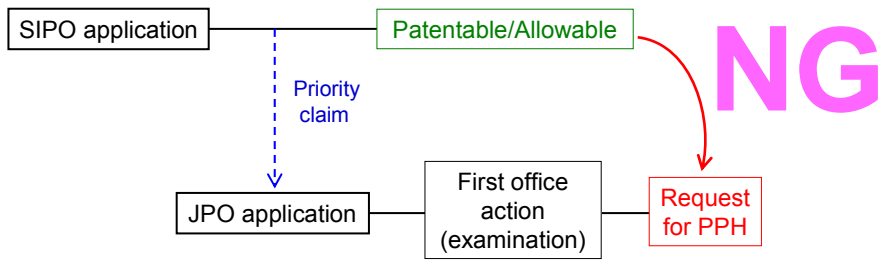 SIPO application
Patentable/Allowable
NG
Priority
claim
JPO application
First office
action
(examination)
Request
for PPH